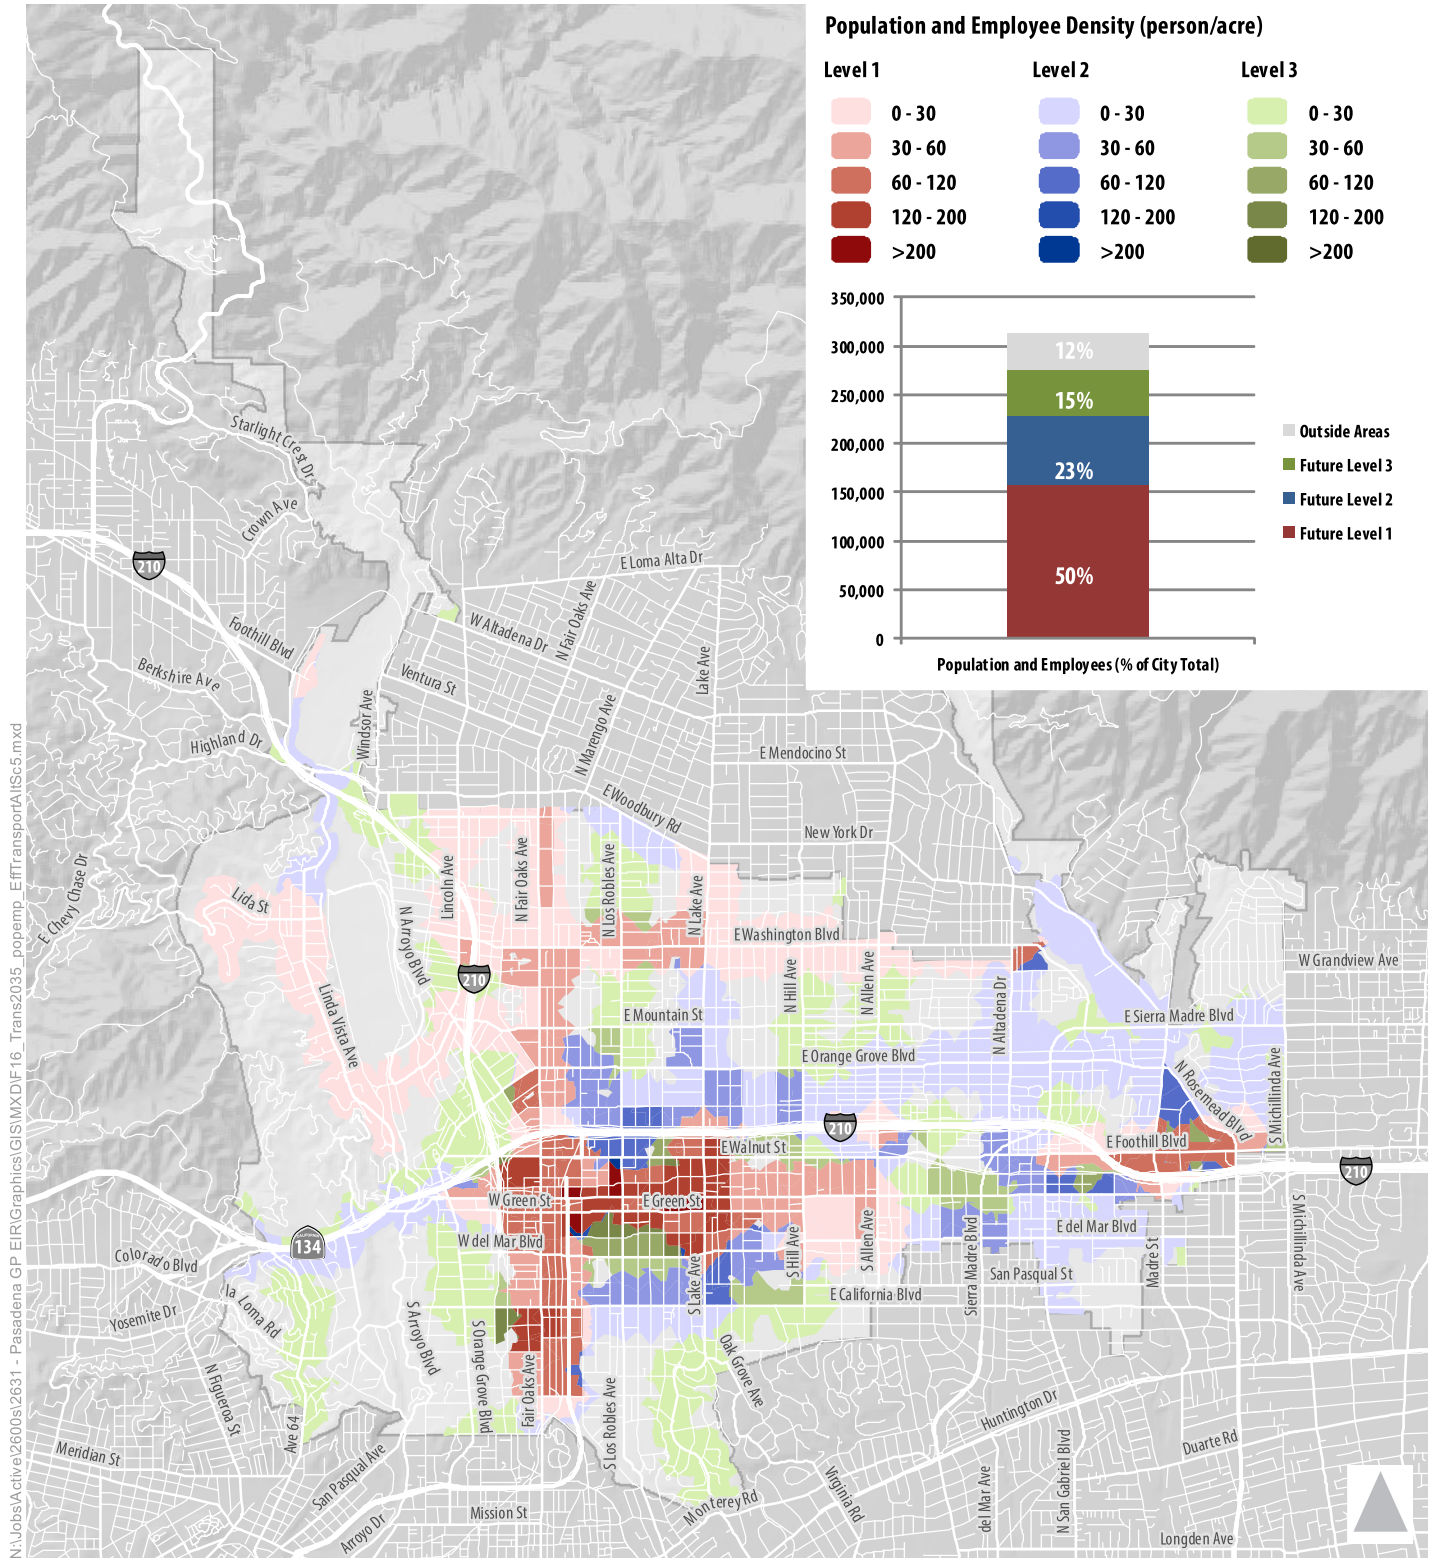 Population and Employee Density (person/acre)
Level 1
Level 2
Level 3
0 - 30
0 - 30
0 - 30
30 - 60
30 - 60
30 - 60
60 - 120
60 - 120
60 - 120
120 - 200
120 - 200
120 - 200
>200
>200
>200
350,000
300,000
250,000
200,000
150,000
100,000
50,000
0
12%
15%
23%
50%
Outside Areas
Future Level 3
Future Level 2
Future Level 1
Population and Employees (% of City Total)
Starlight Crest Dr
Crown Ave
210
E Loma Alta Dr
Foothill Blvd
W Altadena Dr
N Fair Oaks Ave
Berkshire Ave
Ventura St
Lake Ave
Windsor Ave
N Marengo Ave
Highland Dr
E Mendocino St
E Woodbury Rd
New York Dr
E Chevy Chase Dr
Lida St
Lincoln Ave
N Fair Oaks Ave
N Los Robles Ave
N Lake Ave
N Arroyo Blvd
E Washington Blvd
W Grandview Ave
210
N Hill Ave
N Allen Ave
N Altadena Dr
Linda Vista Ave
E Mountain St
E Sierra Madre Blvd
E Orange Grove Blvd
N Rosemead Blvd
S Michillinda Ave
210
E Foothill Blvd
E Walnut St
210
W Green St
E Green St
S Michillinda Ave
CALIFORNIA
134
W del Mar Blvd
E del Mar Blvd
Colorado Blvd
S Hill Ave
S Allen Ave
Sierra Madre Blvd
Madre St
San Pasqual St
S Lake Ave
E California Blvd
la Loma Rd
Yosemite Dr
S Arroyo Blvd
S Orange Grove Blvd
Fair Oaks Ave
Oak Grove Ave
N Figueroa St
Ave 64
S Los Robles Ave
Huntington Dr
Meridian St
San Pasqual Ave
Duarte Rd
Virginia Rd
del Mar Ave
N San Gabriel Blvd
Monterey Rd
Arroyo Dr
Mission St
Longden Ave
N:\Jobs\Active\2600s\2631 - Pasadena GP EIR\Graphics\GIS\MXD\F16_Trans2035_popemp_EffTransporAltSc5.mxd